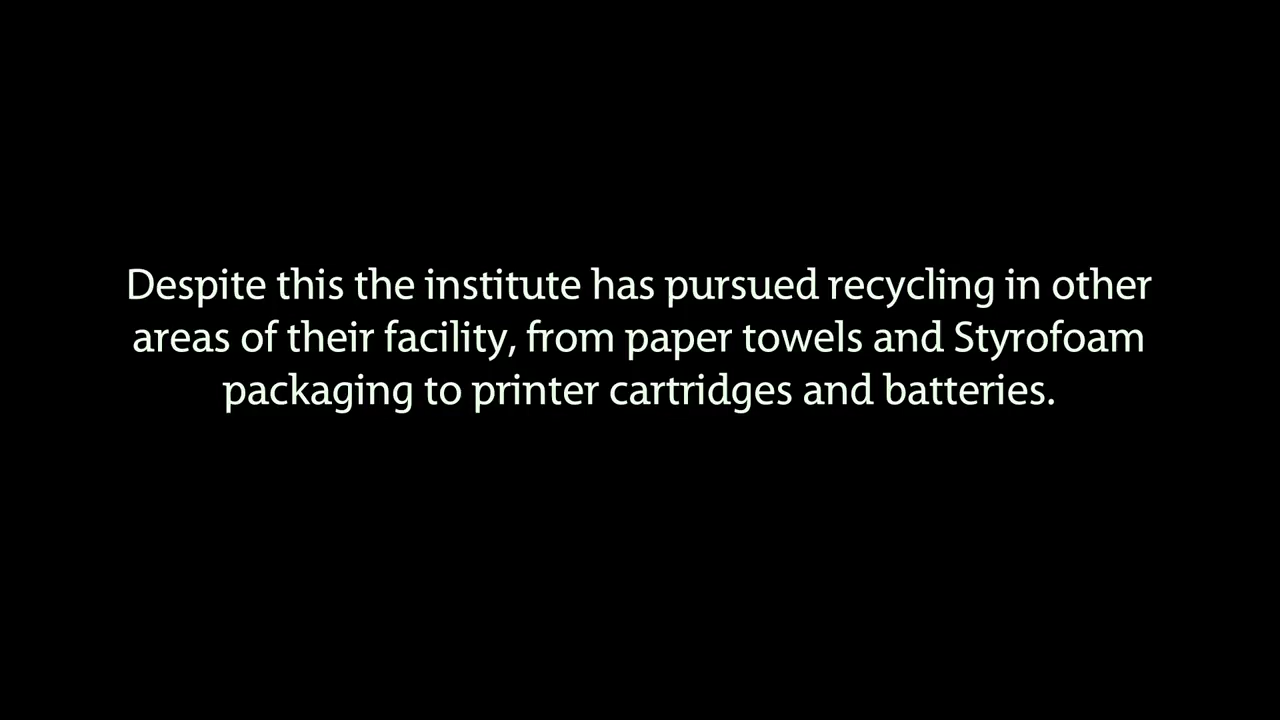 Despite this the institute has pursued recycling in other
areas of their facility, from paper towels and Styrofoam
packaging to printer cartridges and batteries.